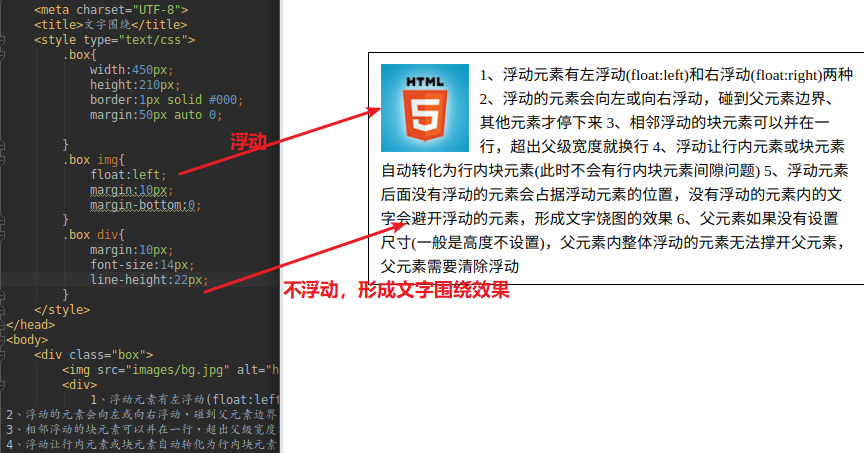 <meta charset="UTF-8">
<title>文字围绕</title>
<style type="text/css">
.box{
width:450px;
height:210px;
border:1px solid #000;
margin:50px auto 0;
}
.box img{
float:left;
margin:10px;
margin-bottom:0;
}
.box div{
margin:10px;
font-size:14px;
line-height:22px;
}
</style>
</head>
<body>
<div class="box">
<img src="images/bg.jpg" alt="h
<div>
1、浮动元素有左浮动(float:left
2、浮动的元素会向左或向右浮动，碰到父元素边界
3、相邻浮动的块元素可以并在一行，超出父级宽度
4、浮动让行内元素或块元素自动转化为行内块元素
浮动
不浮动，形成文字围绕效果
HTML
5
1、浮动元素有左浮动(float:left)和右浮动(float:right)两种
2、浮动的元素会向左或向右浮动，碰到父元素边界、
其他元素才停下来 3、相邻浮动的块元素可以并在一
行，超出父级宽度就换行 4、浮动让行内元素或块元素
自动转化为行内块元素(此时不会有行内块元素间隙问题) 5、浮动元素
后面没有浮动的元素会占据浮动元素的位置，没有浮动的元素内的文
字会避开浮动的元素，形成文字饶图的效果 6、父元素如果没有设置
尺寸(一般是高度不设置)，父元素内整体浮动的元素无法撑开父元素，
父元素需要清除浮动